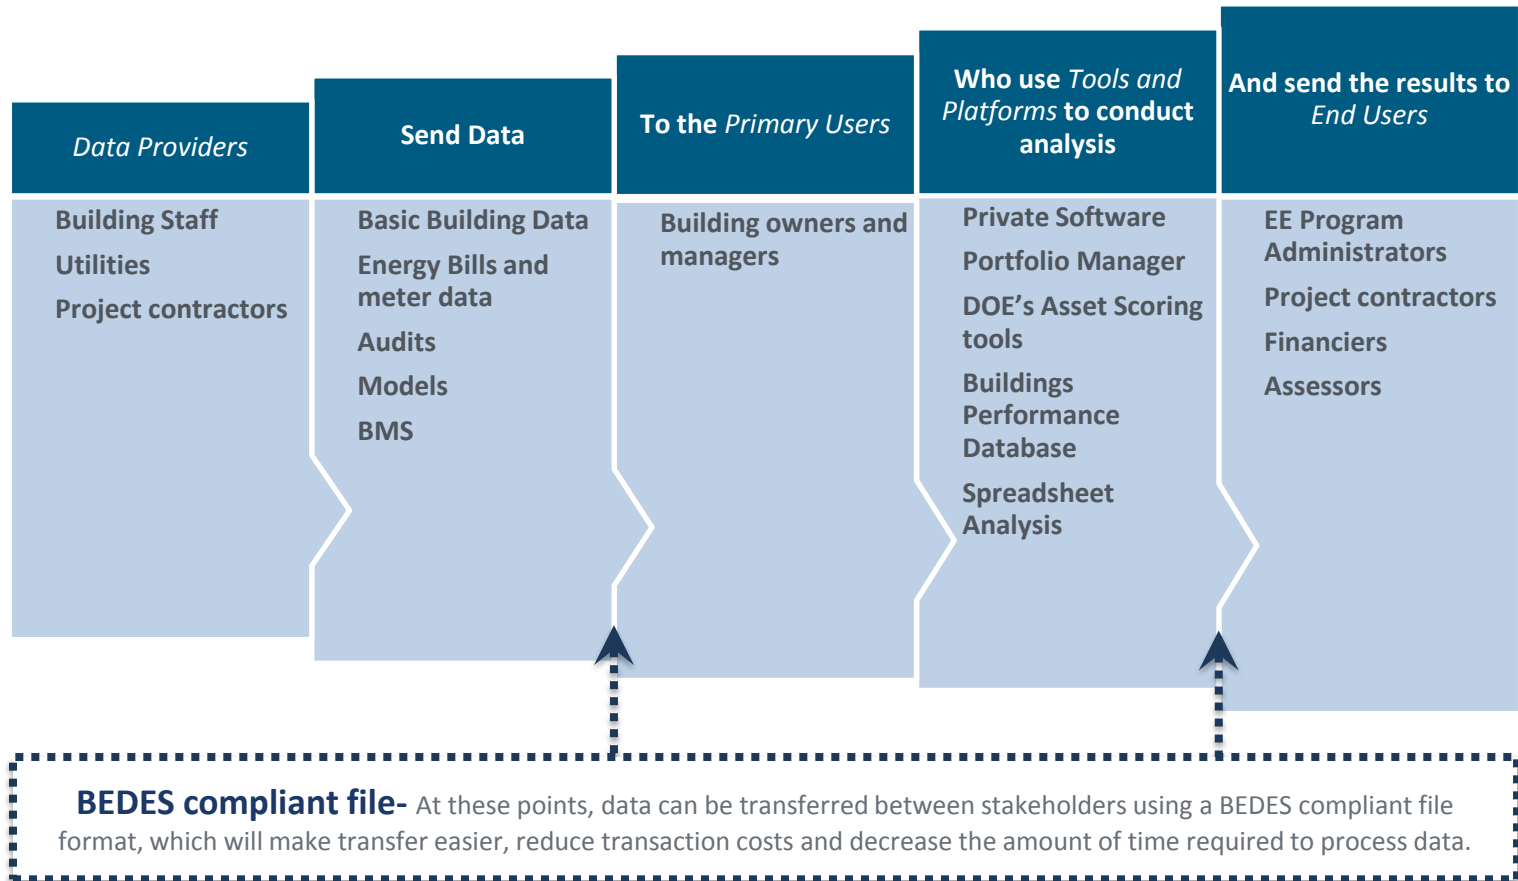 Data Providers
Building Staff
Utilities
Project contractors
Send Data
Basic Building Data
Energy Bills and
meter data
Audits
Models
BMS
To the Primary Users
Building owners and
managers
Who use Tools and
Platforms to conduct
analysis
Private Software
Portfolio Manager
DOE’s Asset Scoring
tools
Buildings
Performance
Database
Spreadsheet
Analysis
And send the results to
End Users
EE Program
Administrators
Project contractors
Financiers
Assessors
BEDES compliant file- At these points, data can be transferred between stakeholders using a BEDES compliant file
format, which will make transfer easier, reduce transaction costs and decrease the amount of time required to process data.